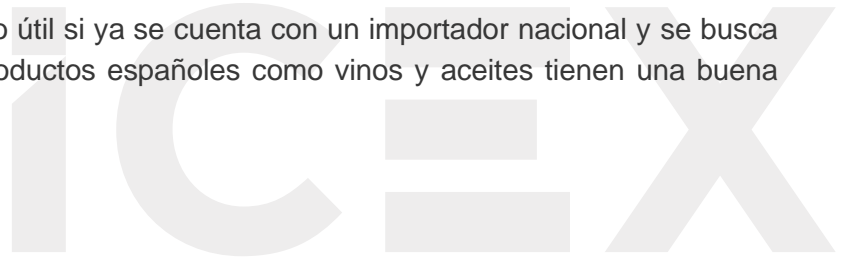 o útil si ya se cuenta con un importador nacional y se busca
oductos españoles como vinos y aceites tienen una buena
iCEX